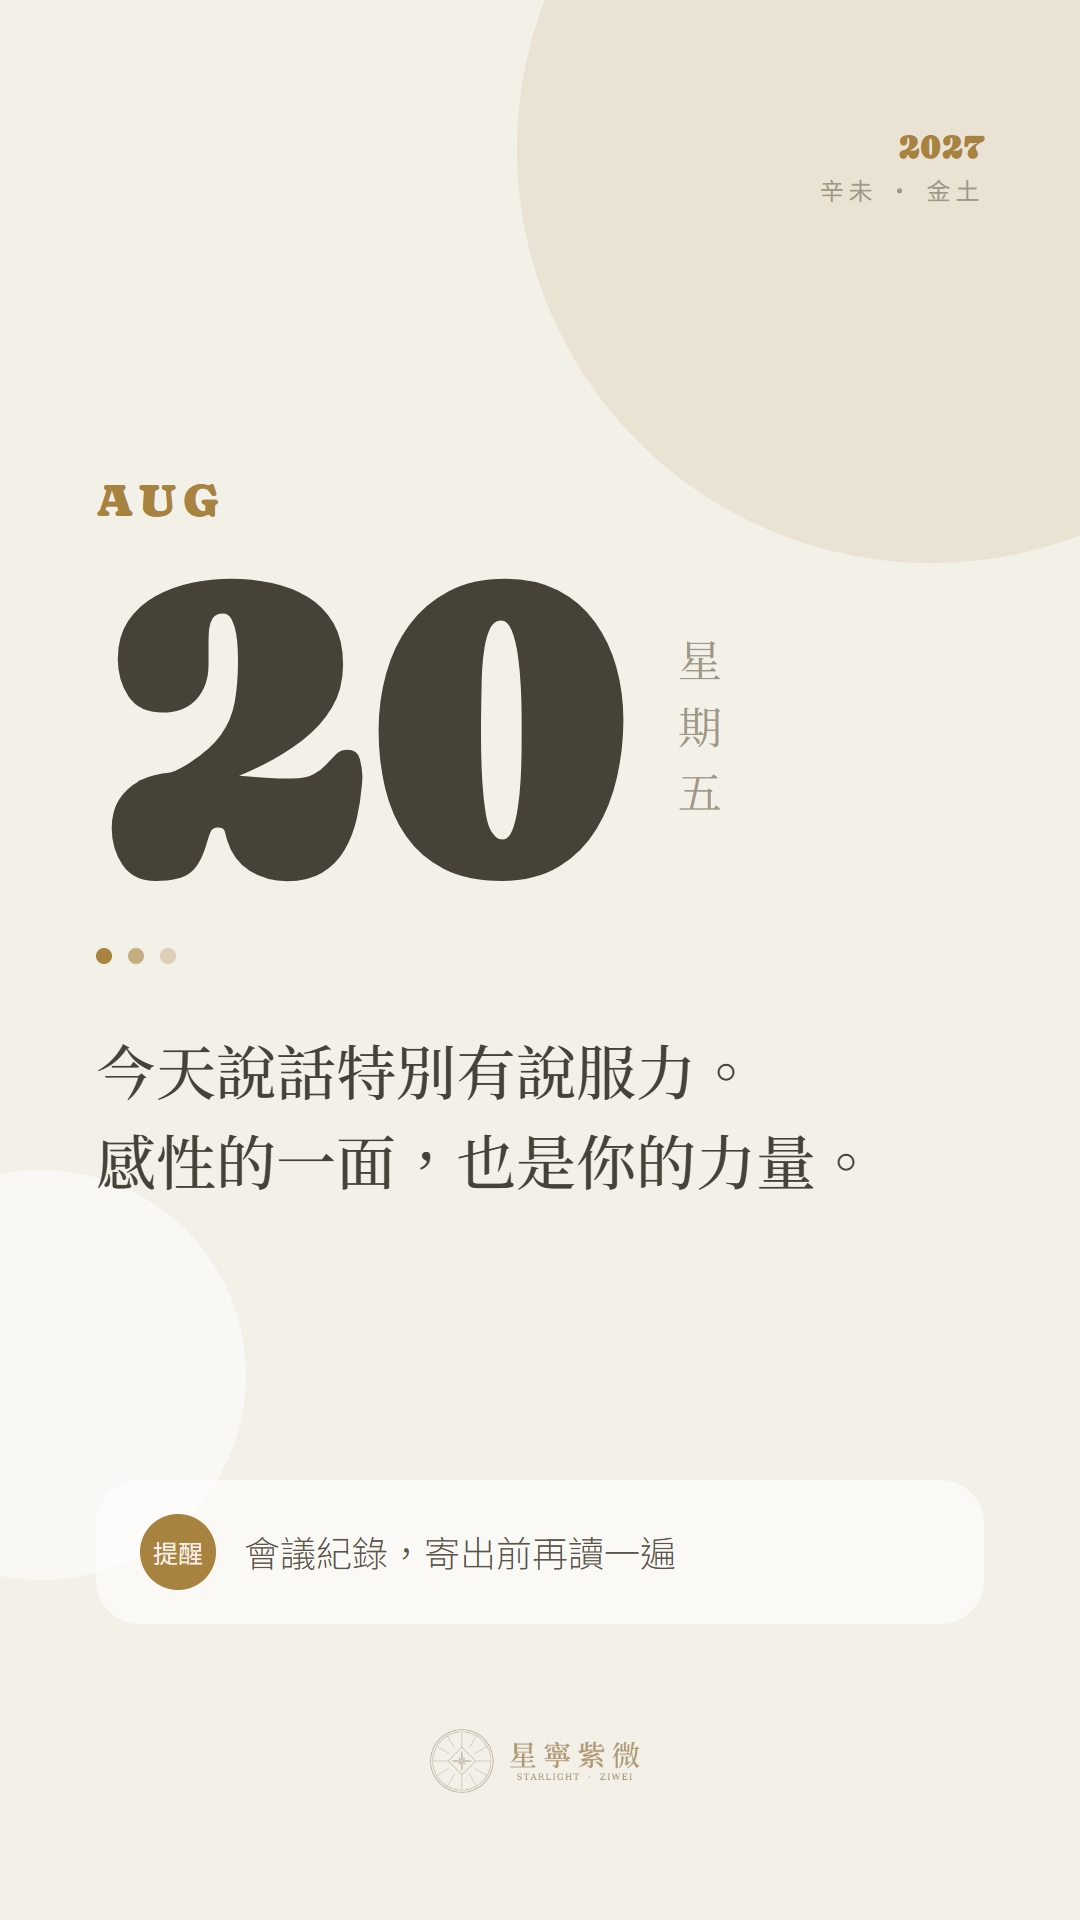 2027
辛未 · 金土
AUG
20
星期五
今天說話特別有說服力。
感性的一面，也是你的力量。
提醒
會議紀錄，寄出前再讀一遍
星寧紫微
STARLIGHT · ZIWEI